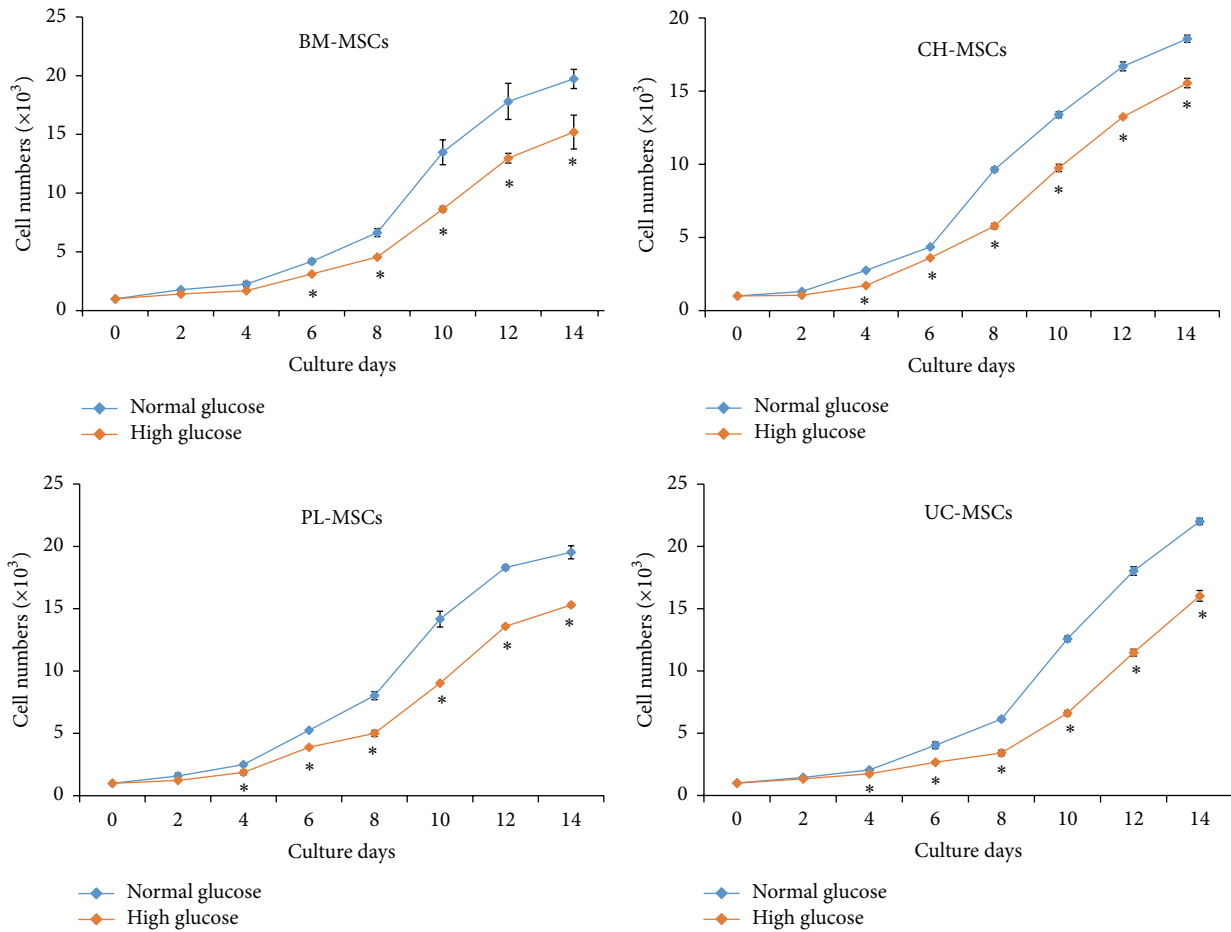 BM-MSCs
25
20
15
10
5
0
Cell numbers (×10³)
*
*
*
*
*
0 2 4 6 8 10 12 14
Culture days
Normal glucose
High glucose
CH-MSCs
20
15
10
5
0
Cell numbers (×10³)
*
*
*
*
*
*
0 2 4 6 8 10 12 14
Culture days
Normal glucose
High glucose
PL-MSCs
25
20
15
10
5
0
Cell numbers (×10³)
*
*
*
*
*
*
0 2 4 6 8 10 12 14
Culture days
Normal glucose
High glucose
UC-MSCs
25
20
15
10
5
0
Cell numbers (×10³)
*
*
*
*
*
*
0 2 4 6 8 10 12 14
Culture days
Normal glucose
High glucose